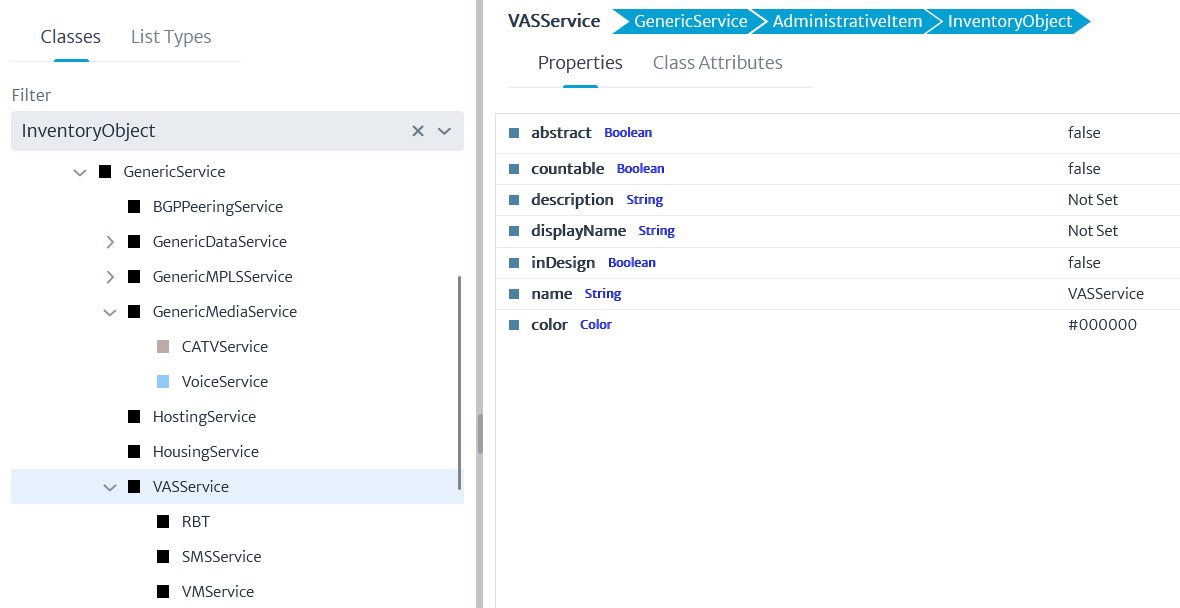 Classes List Types
Filter
InventoryObject
GenericService
BGPPeeringService
GenericDataService
GenericMPLSService
GenericMediaService
CATVService
VoiceService
HostingService
HousingService
VASService
RBT
SMSService
VMService
VASService GenericService AdministrativeItem InventoryObject
Properties Class Attributes
abstract Boolean false
countable Boolean false
description String Not Set
displayName String Not Set
inDesign Boolean false
name String VASService
color Color #000000